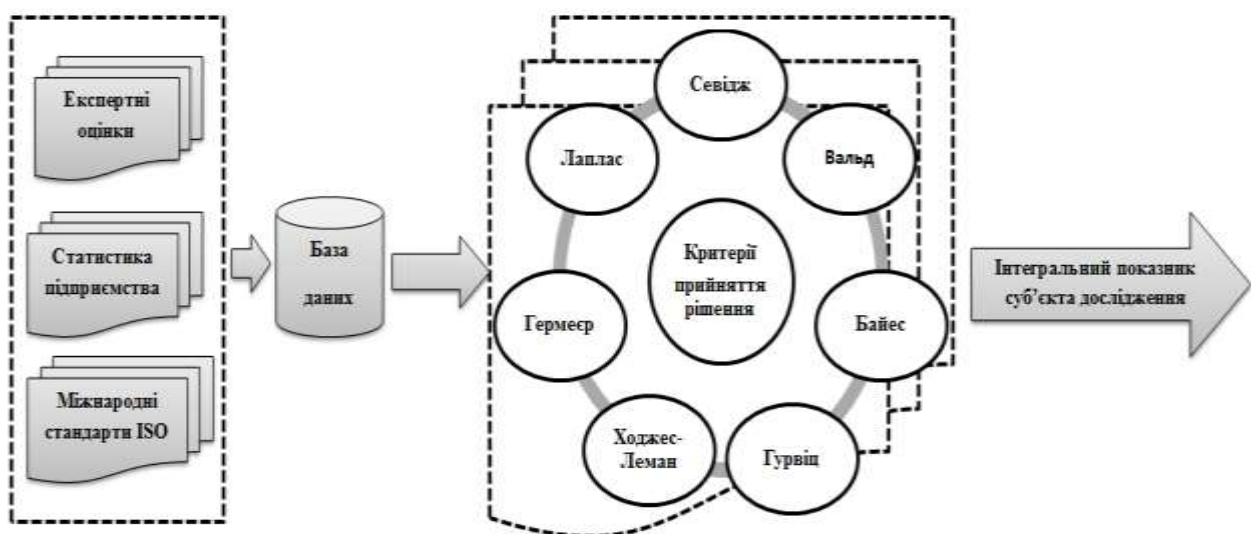 Експертні
оцінки
Статистика
підприємства
Міжнародні
стандарти ISO
База
даних
Севідж
Лаплас
Вальд
Критерії
прийняття
рішення
Гермеєр
Байес
Ходжес-
Леман
Гурвіц
Інтегральний показник
суб’єкта дослідження